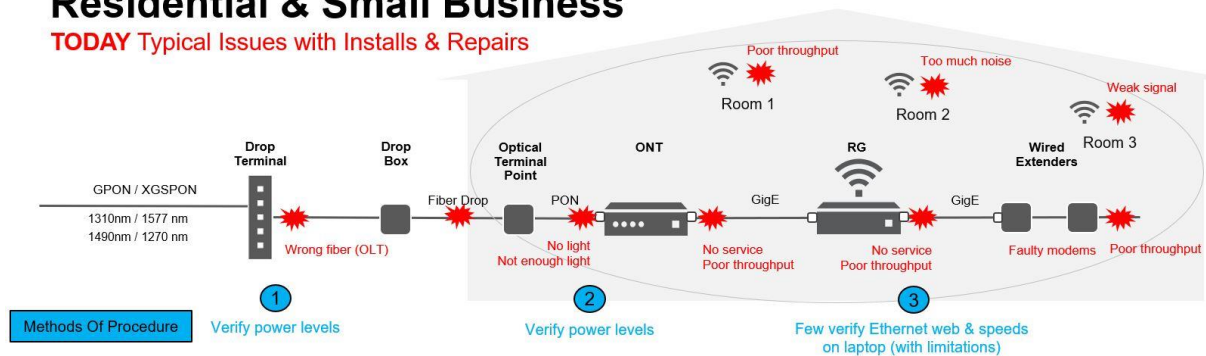 Residential & Small Business
TODAY Typical Issues with Installs & Repairs
Poor throughput
Room 1
Too much noise
Room 2
Weak signal
Room 3
Drop
Terminal
Drop
Box
Optical
Terminal
Point
ONT
RG
Wired
Extenders
GPON / XGSPON
1310nm / 1577 nm
1490nm / 1270 nm
Fiber Drop
PON
GigE
GigE
Wrong fiber (OLT)
No light
Not enough light
No service
Poor throughput
No service
Poor throughput
Faulty modems
Poor throughput
Methods Of Procedure
1
Verify power levels
2
Verify power levels
3
Few verify Ethernet web & speeds
on laptop (with limitations)